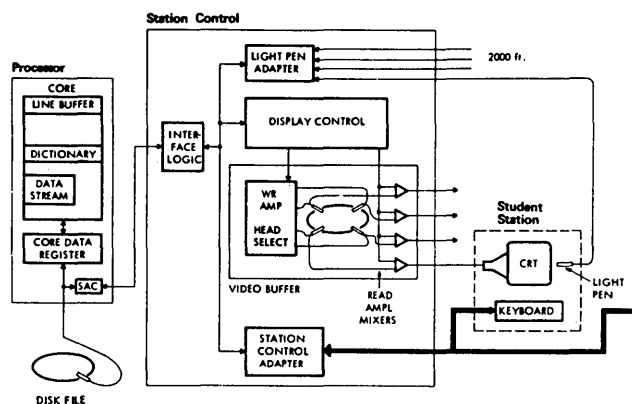 Station Control
Processor
CORE
LINE BUFFER
DICTIONARY
DATA
STREAM
CORE DATA
REGISTER
SAC
DISK FILE
INTER-
FACE
LOGIC
LIGHT PEN
ADAPTER
2000 ft.
DISPLAY CONTROL
WR
AMP
HEAD
SELECT
VIDEO BUFFER
READ
AMPL
MIXERS
STATION
CONTROL
ADAPTER
Student
Station
CRT
LIGHT
PEN
KEYBOARD